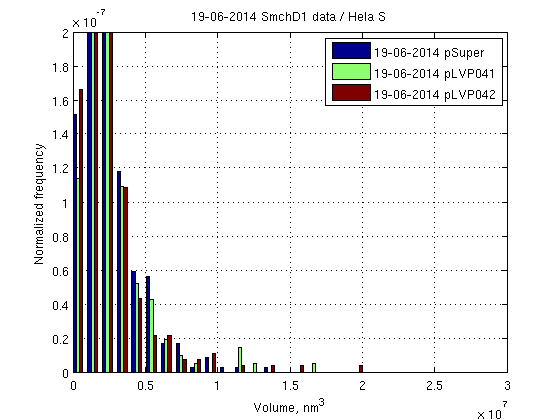 19-06-2014 SmchD1 data / Hela S
× 10⁻⁷
2
1.8
1.6
1.4
1.2
1
0.8
0.6
0.4
0.2
0
Normalized frequency
19-06-2014 pSuper
19-06-2014 pLVP041
19-06-2014 pLVP042
0 0.5 1 1.5 2 2.5 3
Volume, nm³
× 10⁷